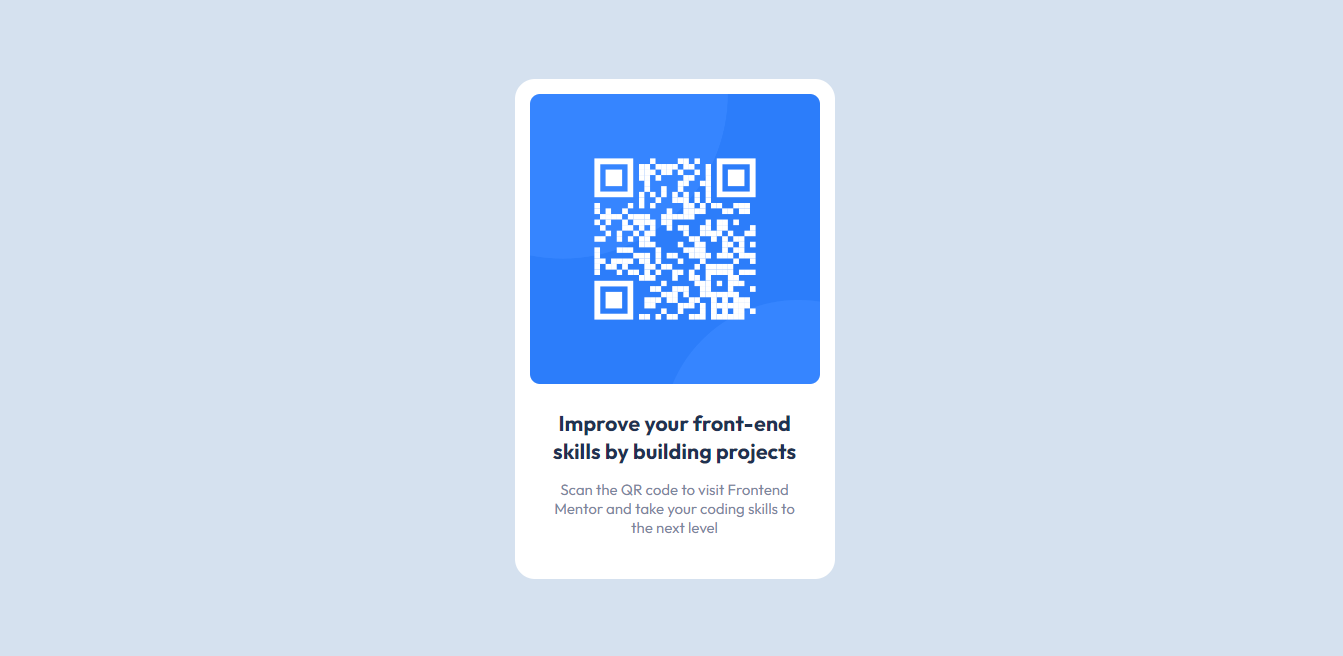 Improve your front-end
skills by building projects
Scan the QR code to visit Frontend
Mentor and take your coding skills to
the next level